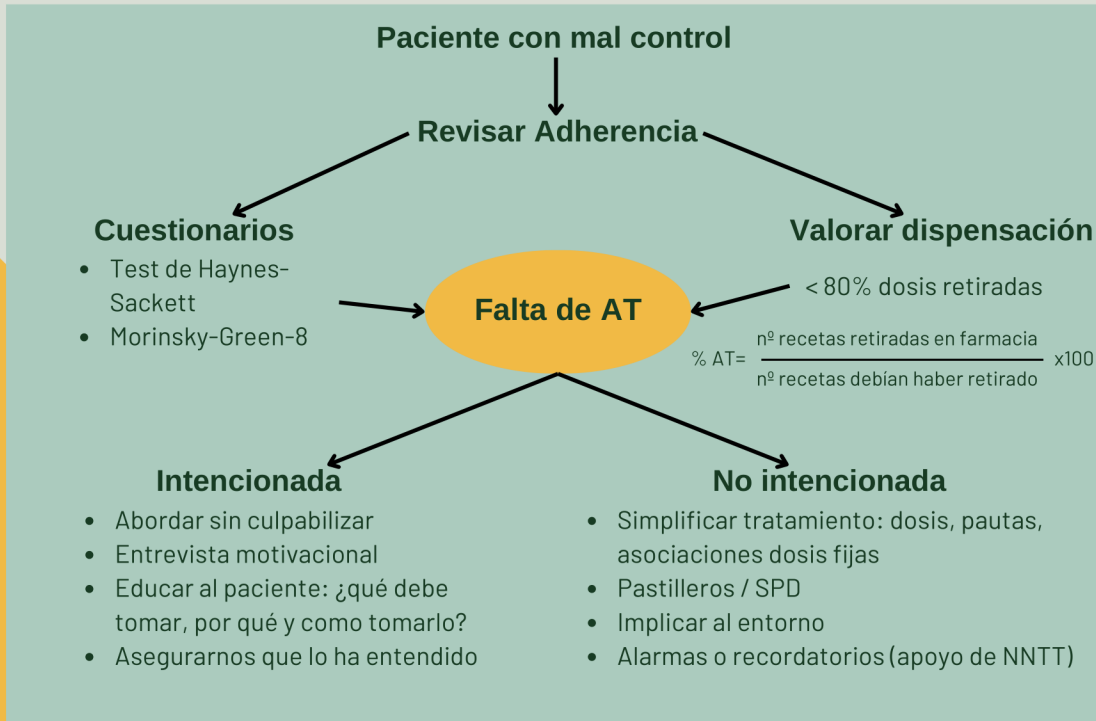 Paciente con mal control
Revisar Adherencia
Cuestionarios
• Test de Haynes-
Sackett
• Morinsky-Green-8
Valorar dispensación
< 80% dosis retiradas
% AT= nº recetas retiradas en farmacia x100
nº recetas debían haber retirado
Falta de AT
Intencionada
• Abordar sin culpabilizar
• Entrevista motivacional
• Educar al paciente: ¿qué debe
tomar, por qué y como tomarlo?
• Asegurarnos que lo ha entendido
No intencionada
• Simplificar tratamiento: dosis, pautas,
asociaciones dosis fijas
• Pastilleros / SPD
• Implicar al entorno
• Alarmas o recordatorios (apoyo de NNTT)